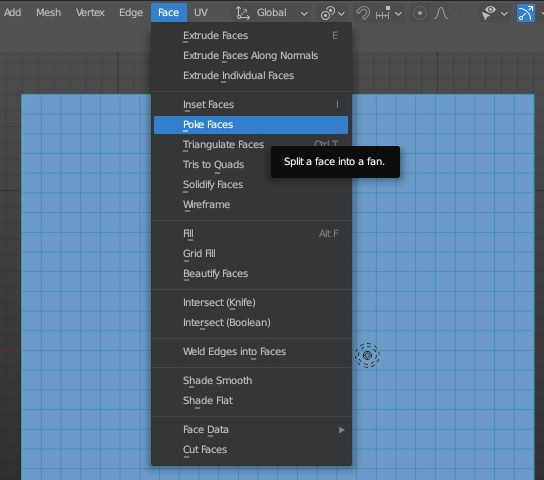 Add Mesh Vertex Edge Face UV Global
Extrude Faces E
Extrude Faces Along Normals
Extrude Individual Faces
Inset Faces I
Poke Faces
Triangulate Faces Ctrl T
Split a face into a fan.
Tris to Quads
Solidify Faces
Wireframe
Fill Alt F
Grid Fill
Beautify Faces
Intersect (Knife)
Intersect (Boolean)
Weld Edges into Faces
Shade Smooth
Shade Flat
Face Data
Cut Faces